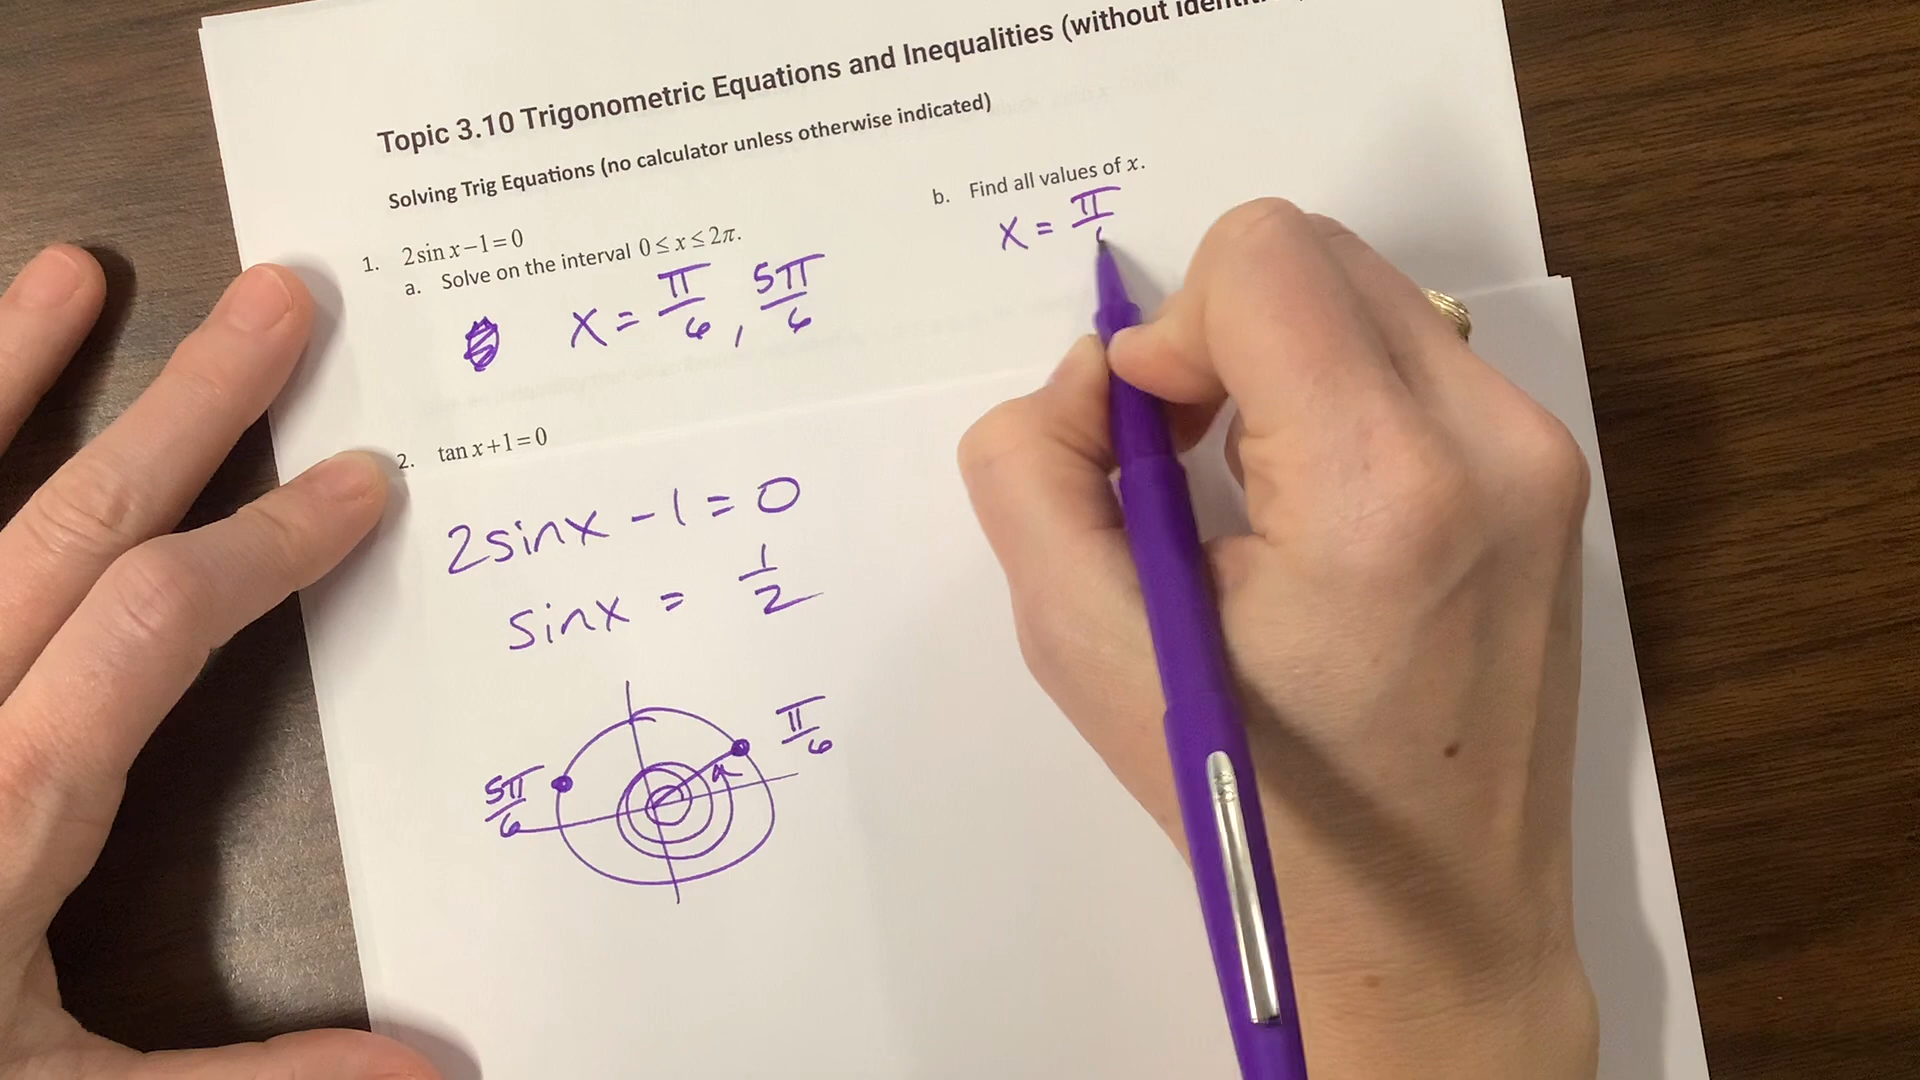 Topic 3.10 Trigonometric Equations and Inequalities (without
Solving Trig Equations (no calculator unless otherwise indicated)
1. 2sin x−1=0
a. Solve on the interval 0≤x≤2π.
x = π/6, 5π/6
b. Find all values of x.
x = π/
2. tan x+1=0
2sinx - 1 = 0
sinx = 1/2
π/6
5π/6